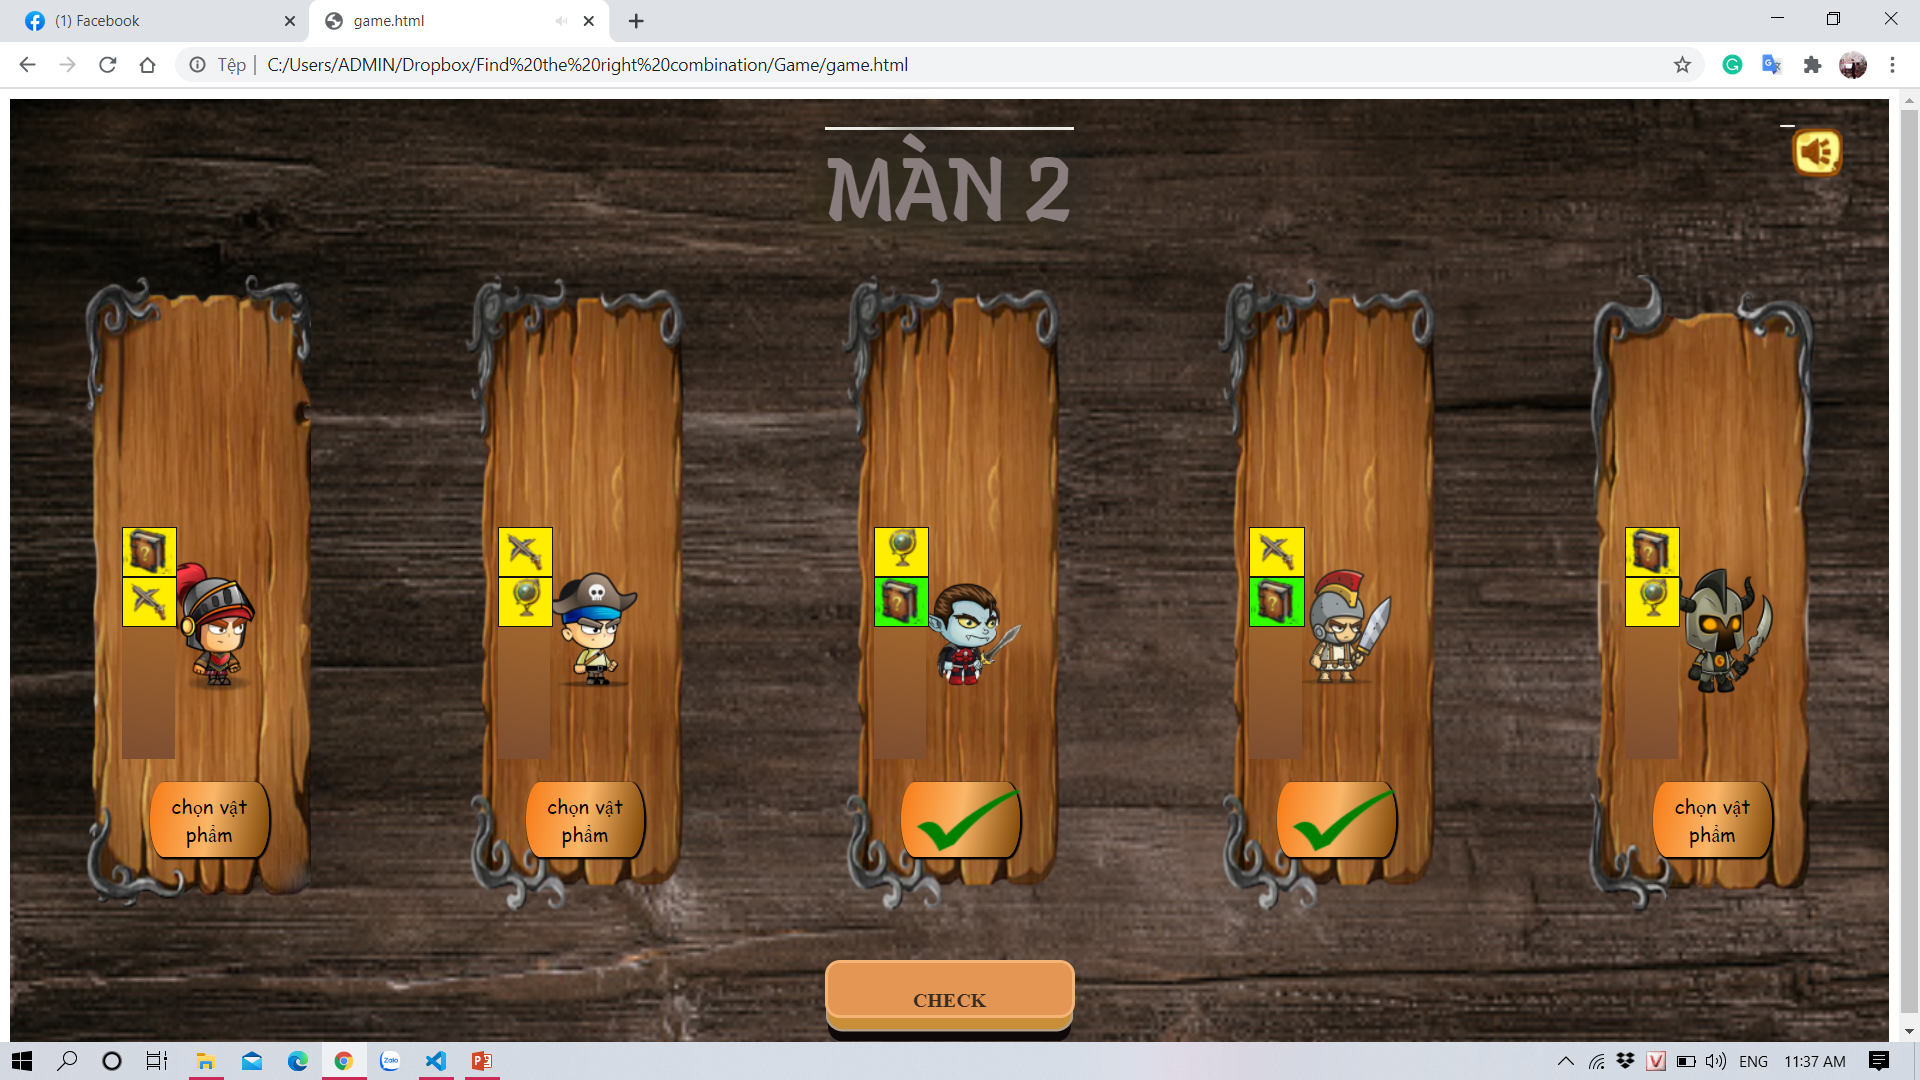 (1) Facebook
game.html
Tệp
C:/Users/ADMIN/Dropbox/Find%20the%20right%20combination/Game/game.html
MÀN 2
chọn vật
phẩm
chọn vật
phẩm
chọn vật
phẩm
CHECK
Zalo
ENG
11:37 AM